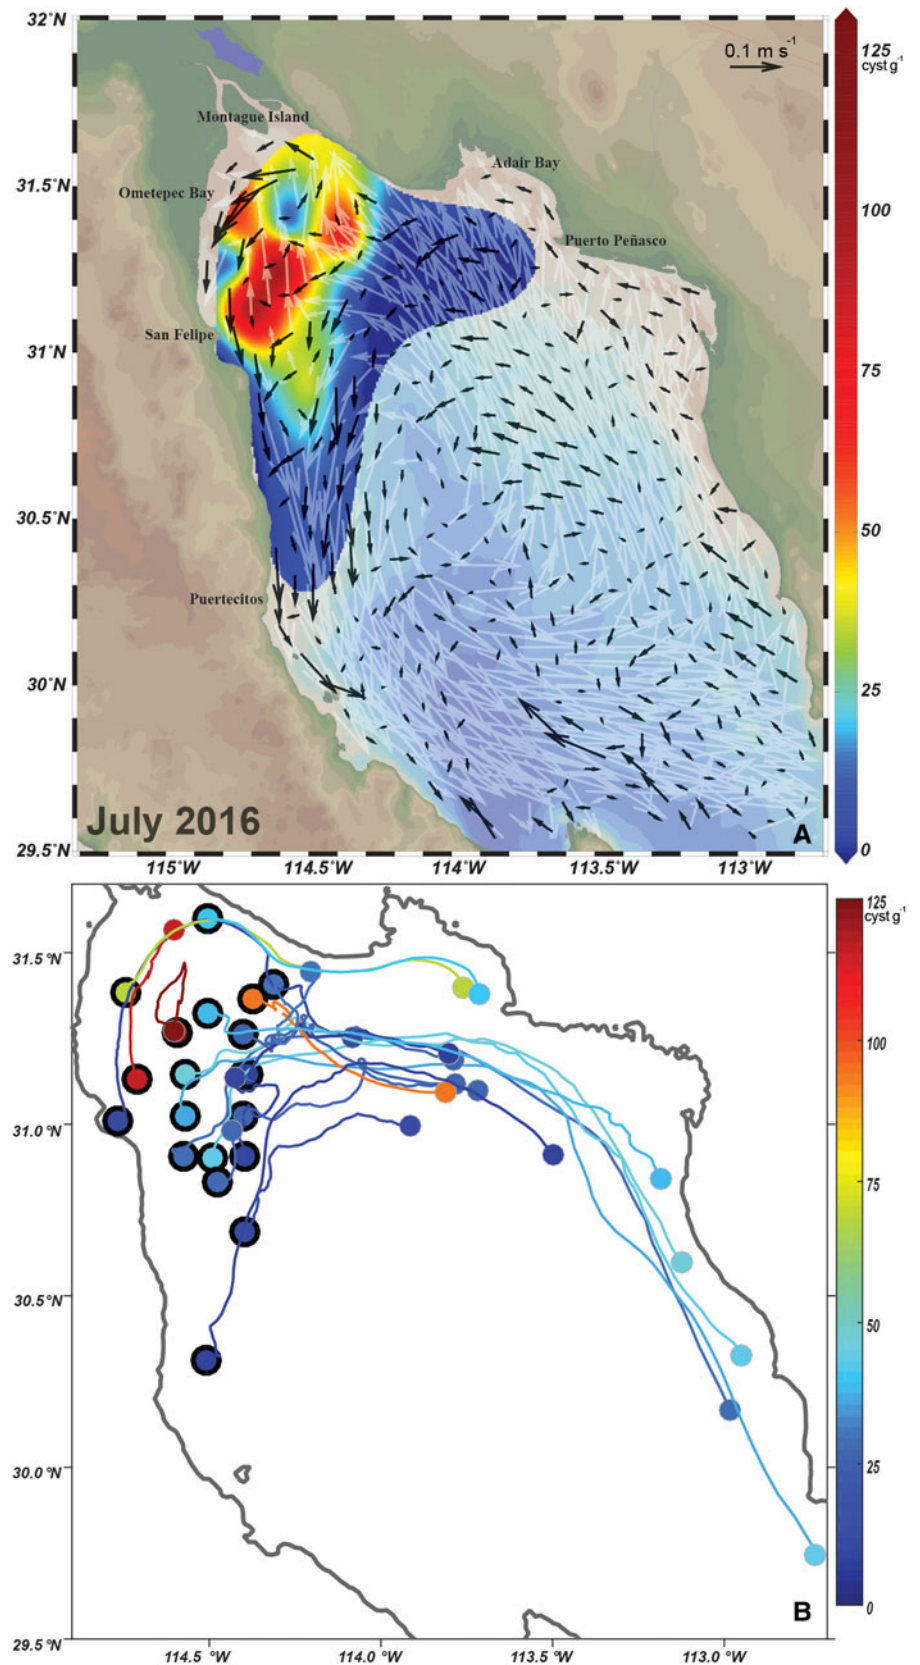 32°N
0.1 m s⁻¹
125
cyst g⁻¹
Montague Island
Adair Bay
31.5°N
Ometepec Bay
100
Puerto Peñasco
San Felipe
31°N
75
30.5°N
50
Puertecitos
30°N
25
July 2016
A
0
29.5°N
115°W
114.5°W
114°W
113.5°W
113°W
125
cyst g⁻¹
31.5°N
100
31.0°N
75
30.5°N
50
30.0°N
25
B
0
29.5°N
114.5 °W
114.0 °W
113.5 °W
113.0 °W